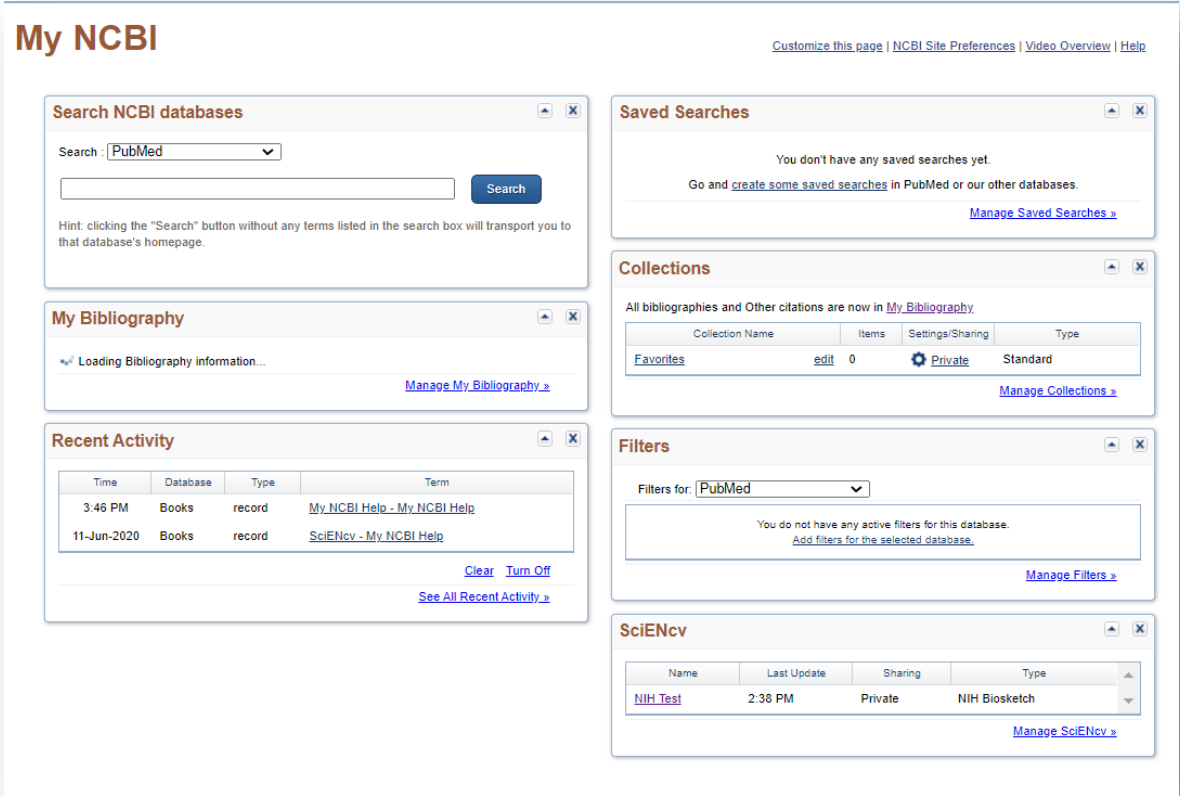 My NCBI
Customize this page | NCBI Site Preferences | Video Overview | Help
Search NCBI databases
Search : PubMed
Search
Hint: clicking the "Search" button without any terms listed in the search box will transport you to
that database's homepage.
My Bibliography
Loading Bibliography information...
Manage My Bibliography »
Recent Activity
Time Database Type Term
3:46 PM Books record My NCBI Help - My NCBI Help
11-Jun-2020 Books record SciENcv - My NCBI Help
Clear Turn Off
See All Recent Activity »
Saved Searches
You don't have any saved searches yet.
Go and create some saved searches in PubMed or our other databases.
Manage Saved Searches »
Collections
All bibliographies and Other citations are now in My Bibliography
Collection Name Items Settings/Sharing Type
Favorites edit 0 Private Standard
Manage Collections »
Filters
Filters for: PubMed
You do not have any active filters for this database.
Add filters for the selected database.
Manage Filters »
SciENcv
Name Last Update Sharing Type
NIH Test 2:38 PM Private NIH Biosketch
Manage SciENcv »